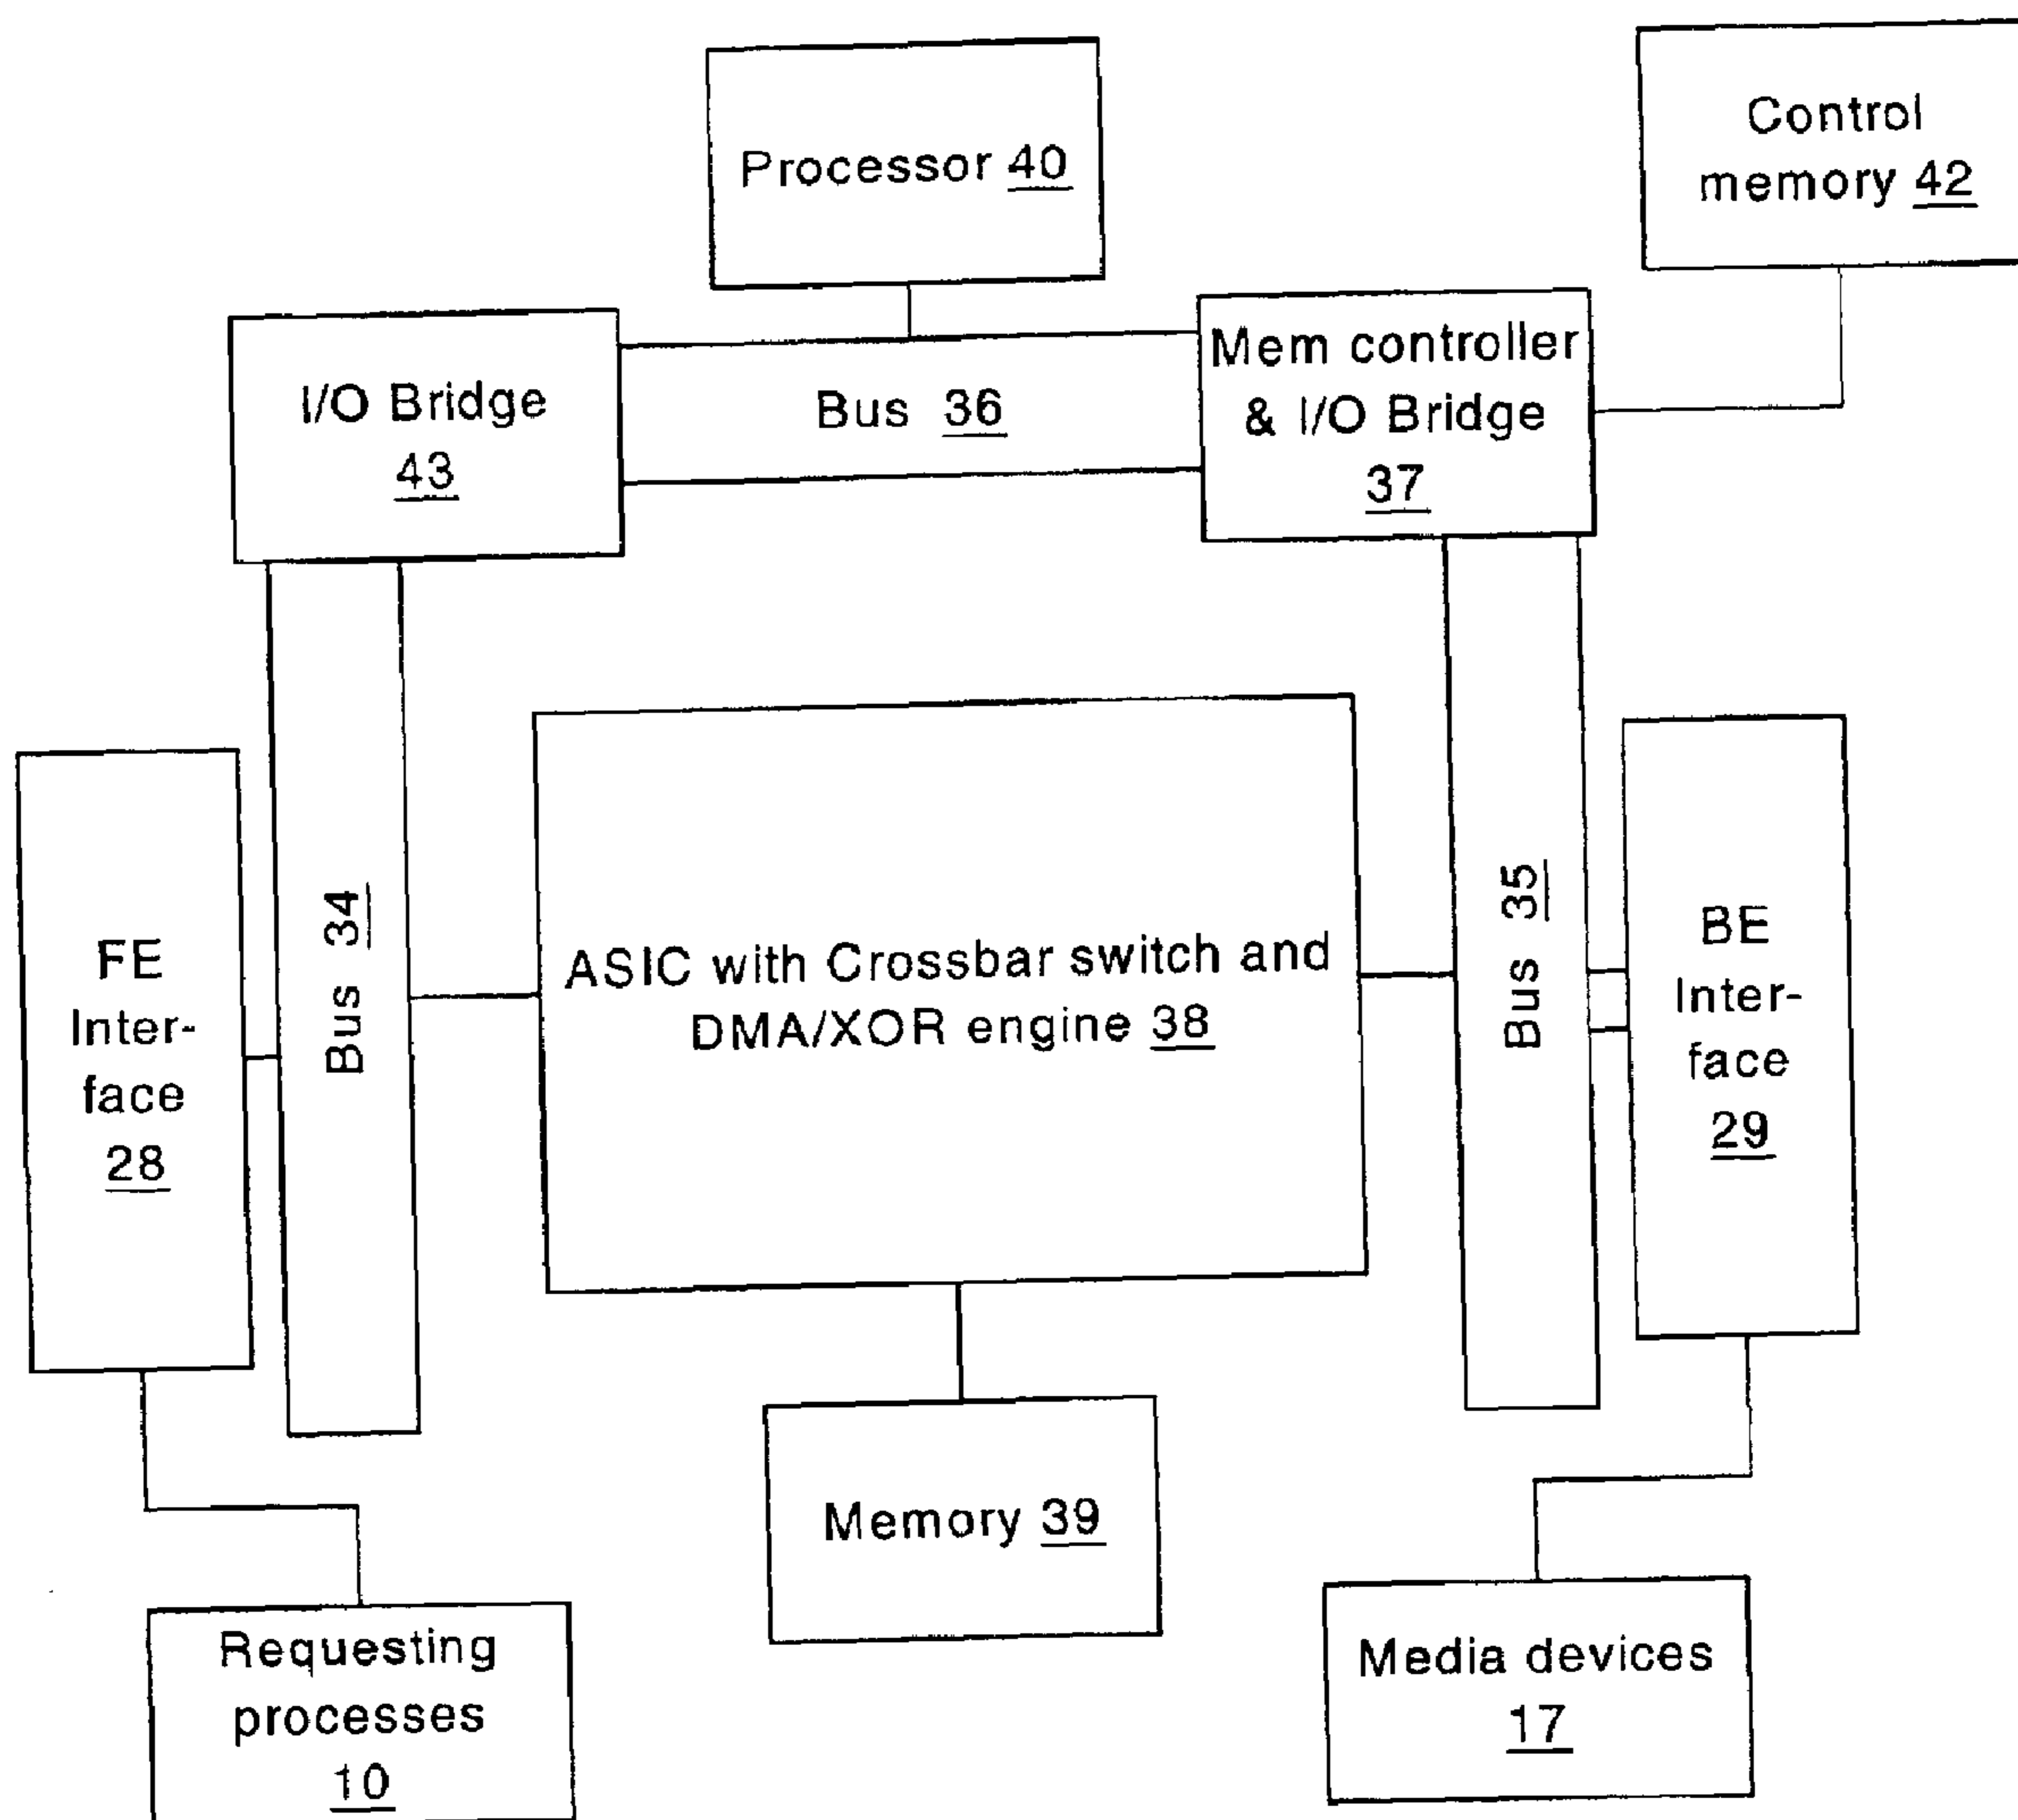 Processor 40
Control
memory 42
I/O Bridge
43
Bus 36
Mem controller
& I/O Bridge
37
FE
Inter-
face
28
Bus 34
ASIC with Crossbar switch and
DMA/XOR engine 38
Bus 35
BE
Inter-
face
29
Memory 39
Requesting
processes
10
Media devices
17